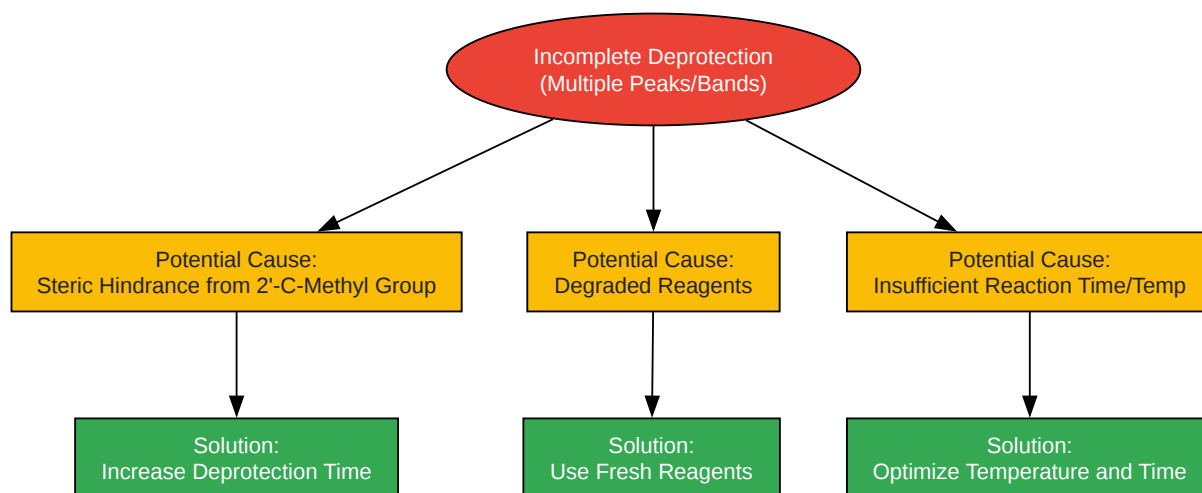 Incomplete Deprotection
(Multiple Peaks/Bands)
Potential Cause:
Steric Hindrance from 2'-C-Methyl Group
Potential Cause:
Degraded Reagents
Potential Cause:
Insufficient Reaction Time/Temp
Solution:
Increase Deprotection Time
Solution:
Use Fresh Reagents
Solution:
Optimize Temperature and Time